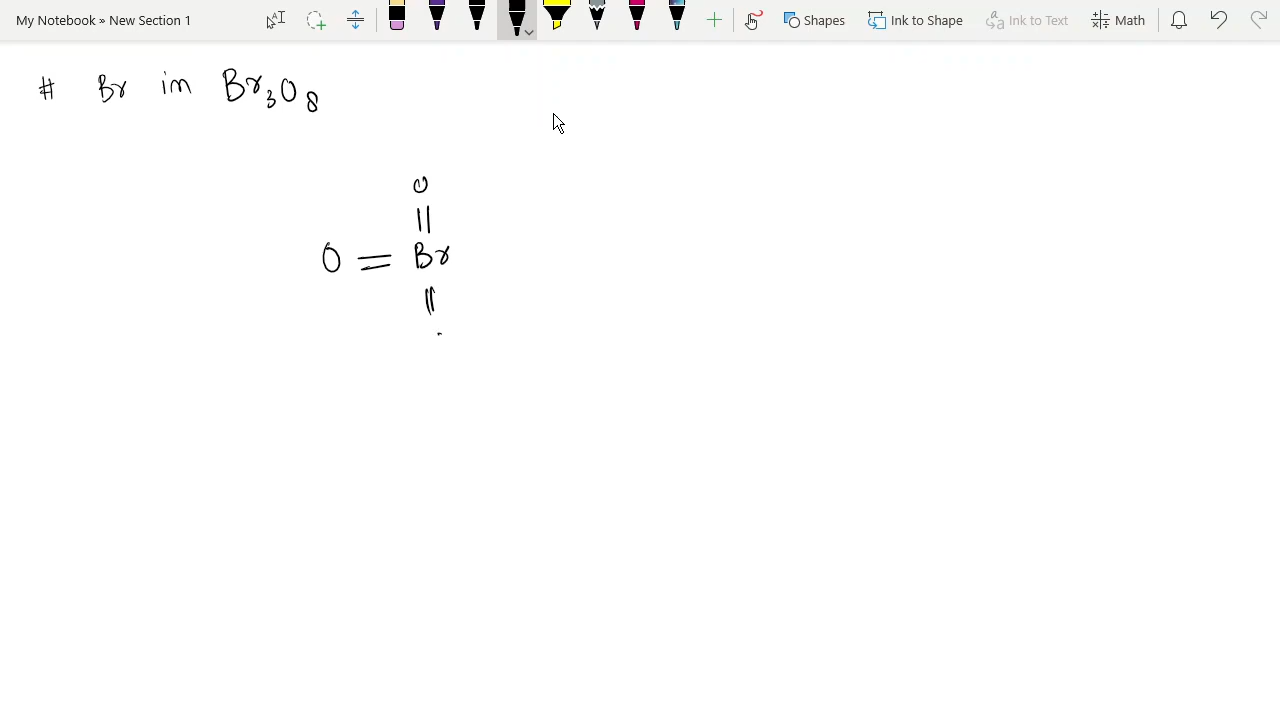 My Notebook » New Section 1
Shapes
Ink to Shape
Ink to Text
Math
# Br in Br₃O₈
O
||
O = Br
||